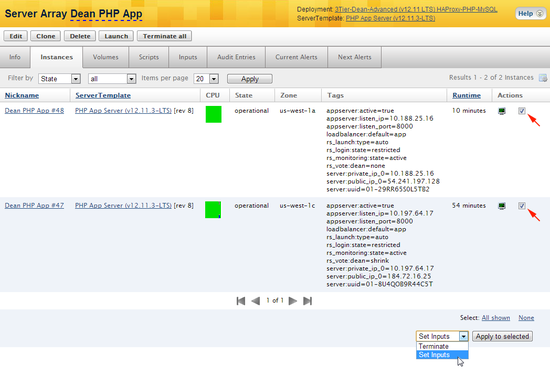 Server Array Dean PHP App
Deployment: 3Tier-Dean-Advanced (v12.11 LTS) HAProxy-PHP-MySQL
ServerTemplate: PHP App Server (v12.11.3-LTS)
Help
Edit Clone Delete Launch Terminate all
Info Instances Volumes Scripts Inputs Audit Entries Current Alerts Next Alerts
Filter by State all Items per page 20 Apply Results 1 - 2 of 2 Instances
Nickname ServerTemplate CPU State Zone Tags Runtime Actions
Dean PHP App #48 PHP App Server (v12.11.3-LTS) [rev 8] operational us-west-1a appserver:active=true 10 minutes
appserver:listen_ip=10.188.25.16
appserver:listen_port=8000
loadbalancer:default=app
rs_launch:type=auto
rs_login:state=restricted
rs_monitoring:state=active
rs_vote:dean=none
server:private_ip_0=10.188.25.16
server:public_ip_0=54.241.197.128
server:uuid=01-29RR6550L5T82
Dean PHP App #47 PHP App Server (v12.11.3-LTS) [rev 8] operational us-west-1c appserver:active=true 54 minutes
appserver:listen_ip=10.197.64.17
appserver:listen_port=8000
loadbalancer:default=app
rs_launch:type=auto
rs_login:state=restricted
rs_monitoring:state=active
rs_vote:dean=shrink
server:private_ip_0=10.197.64.17
server:public_ip_0=184.72.16.25
server:uuid=01-8U4QOB9R44C5T
1 of 1
Select: All shown None
Set Inputs Apply to selected
Terminate
Set Inputs